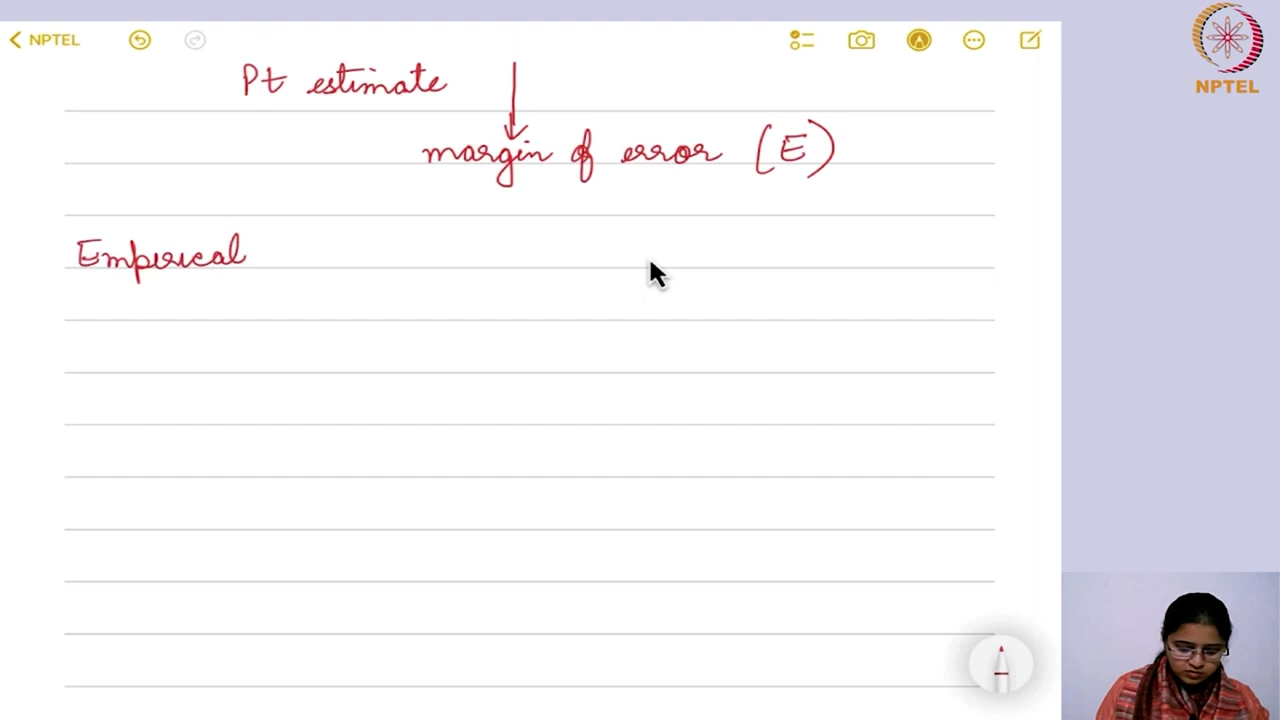 NPTEL
NPTEL
Pt estimate
margin of error (E)
Empirical